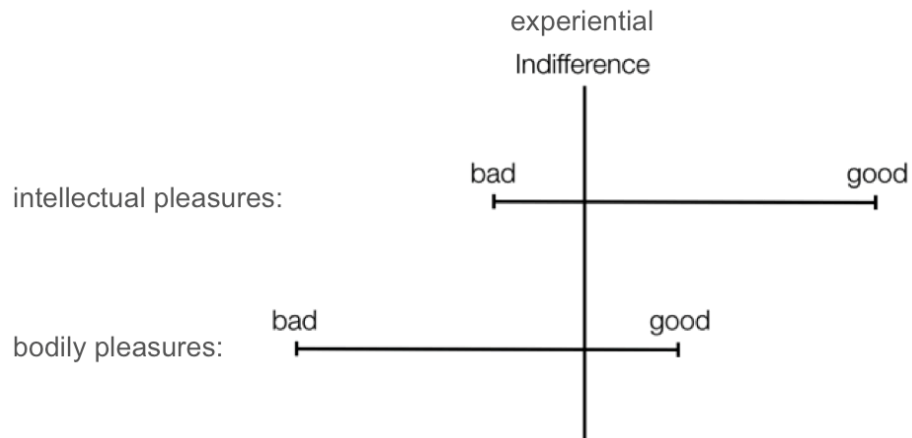 experiential
Indifference
bad good
intellectual pleasures:
bad good
bodily pleasures: